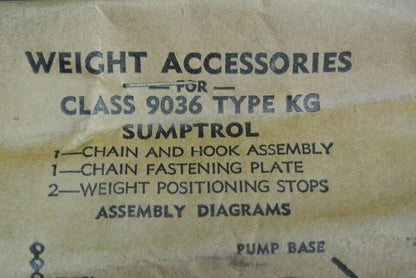 WEIGHT ACCESSORIES
— FOR —
CLASS 9036 TYPE KG
SUMPTROL
1—CHAIN AND HOOK ASSEMBLY
1—CHAIN FASTENING PLATE
2—WEIGHT POSITIONING STOPS
ASSEMBLY DIAGRAMS
PUMP BASE